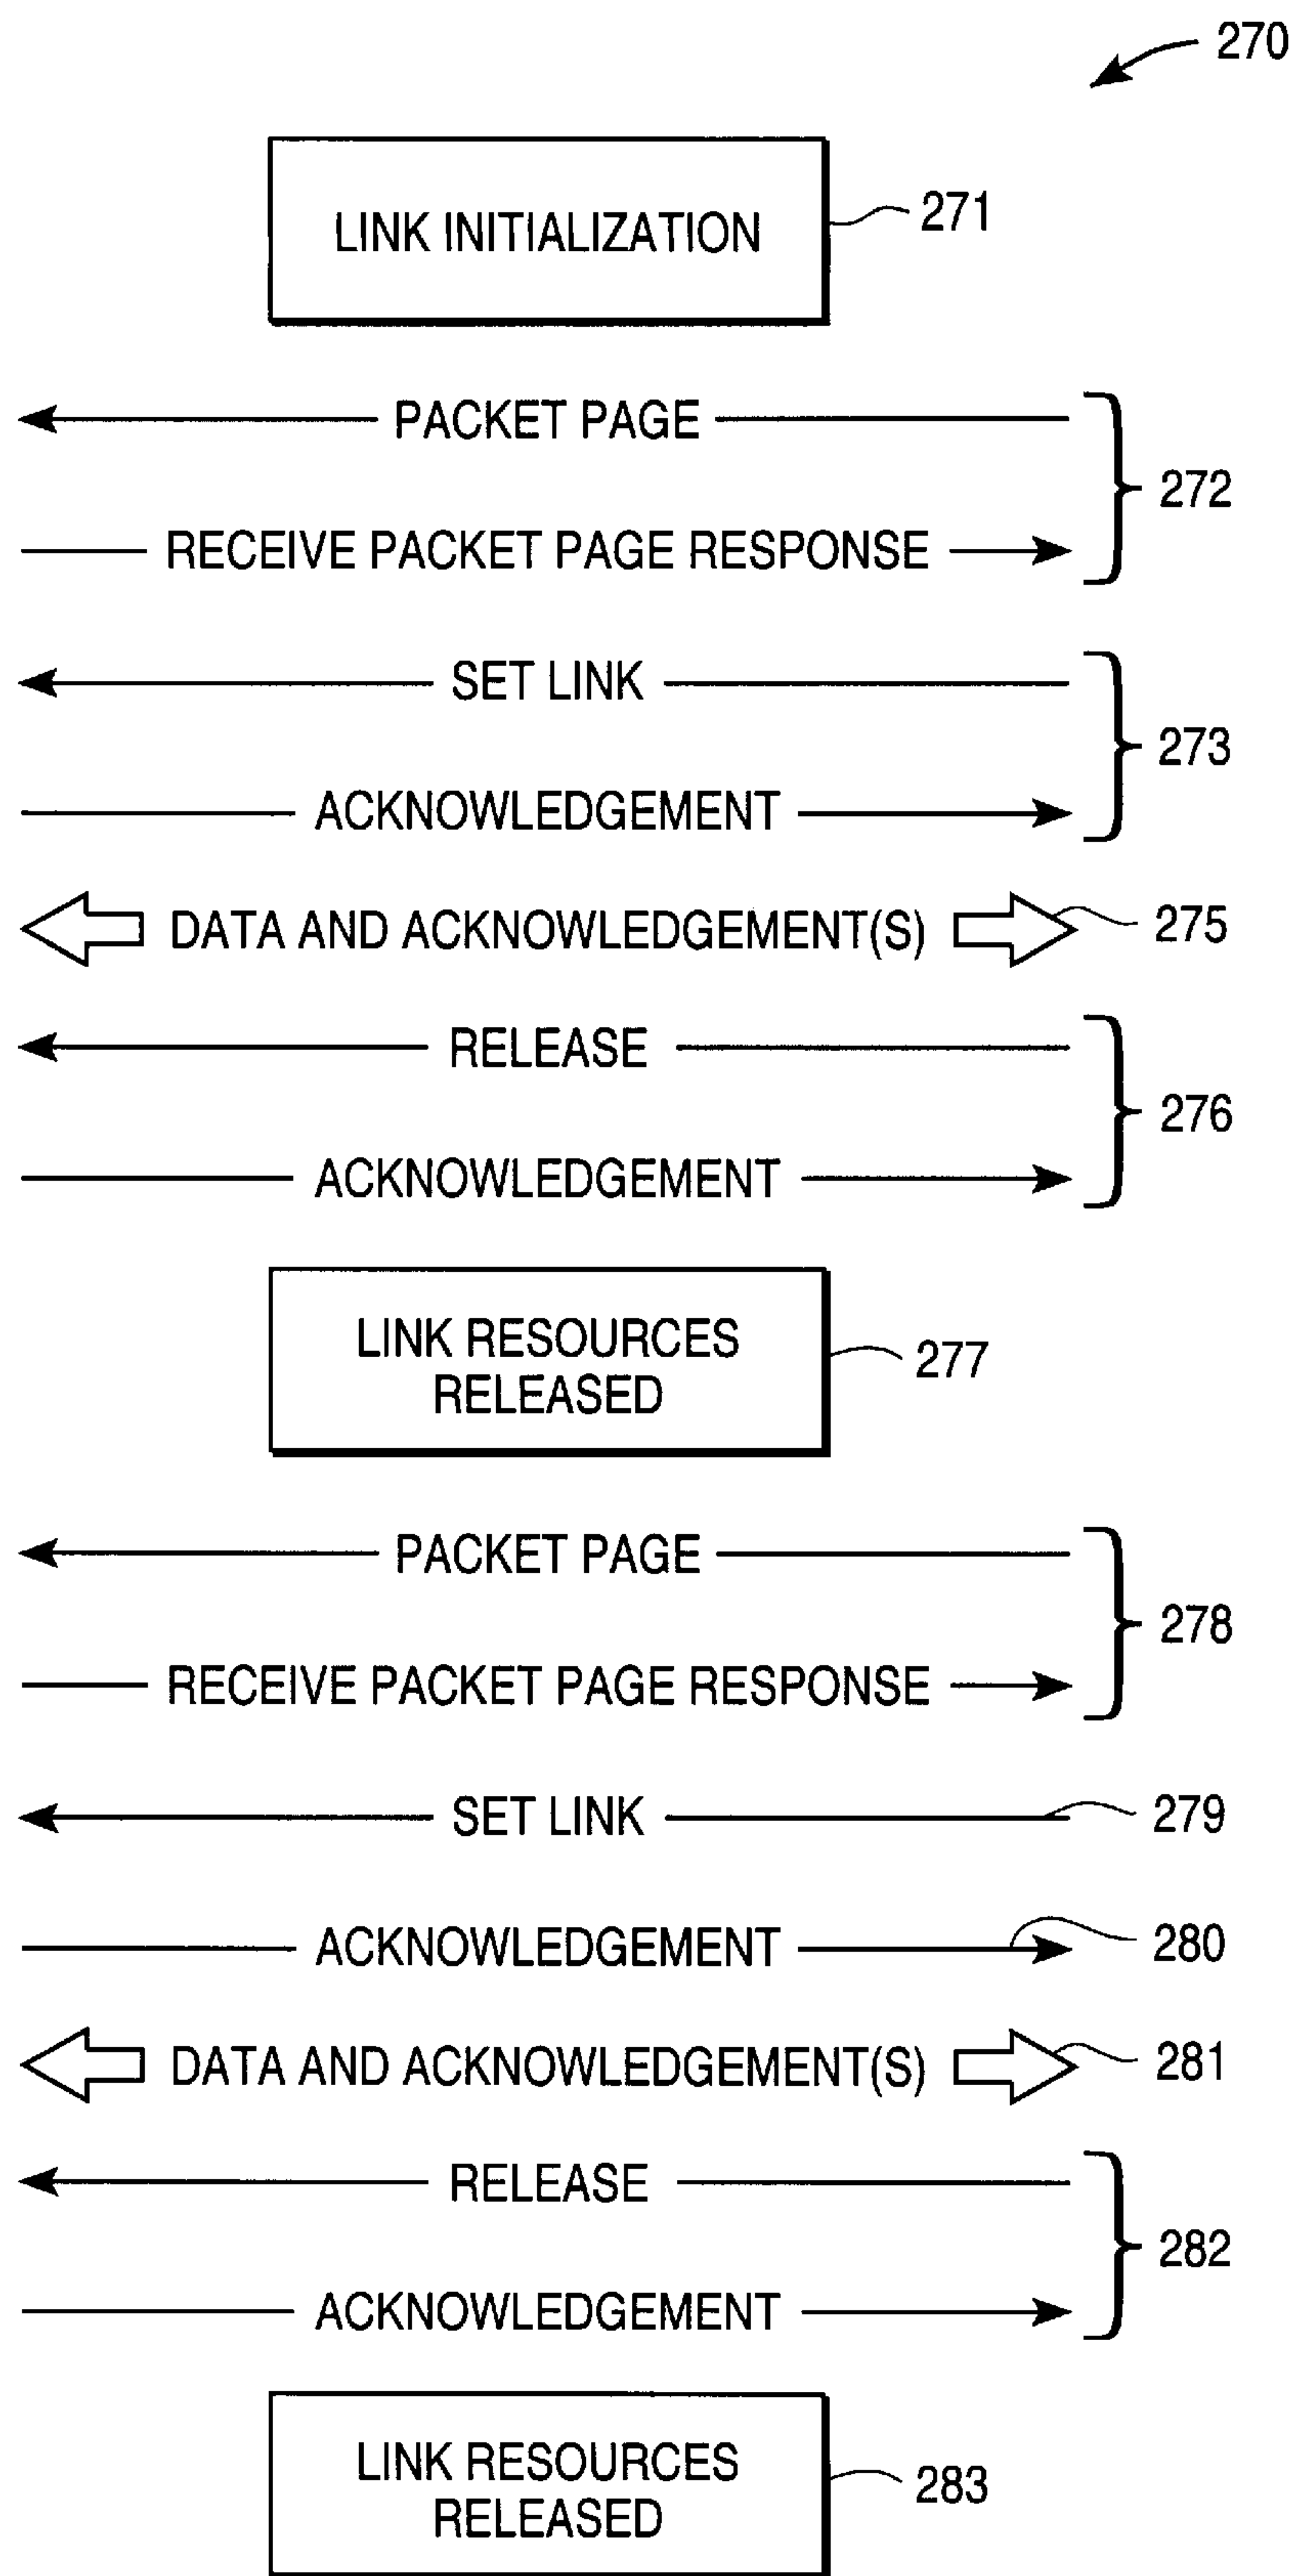 270
LINK INITIALIZATION
271
PACKET PAGE
272
RECEIVE PACKET PAGE RESPONSE
SET LINK
273
ACKNOWLEDGEMENT
DATA AND ACKNOWLEDGEMENT(S)
275
RELEASE
276
ACKNOWLEDGEMENT
LINK RESOURCES
RELEASED
277
PACKET PAGE
278
RECEIVE PACKET PAGE RESPONSE
SET LINK
279
ACKNOWLEDGEMENT
280
DATA AND ACKNOWLEDGEMENT(S)
281
RELEASE
282
ACKNOWLEDGEMENT
LINK RESOURCES
RELEASED
283